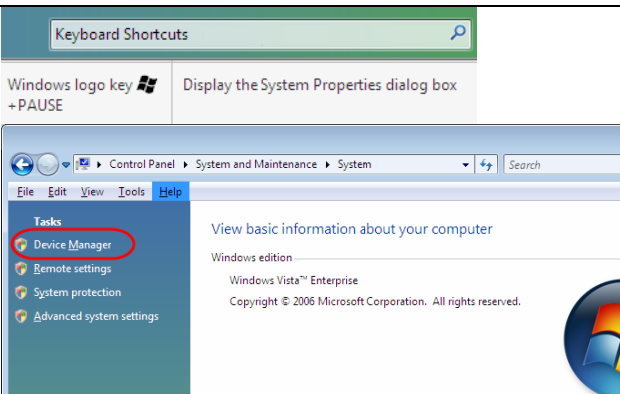 Keyboard Shortcuts
Windows logo key +PAUSE
Display the System Properties dialog box
Control Panel ▸ System and Maintenance ▸ System
Search
File Edit View Tools Help
Tasks
Device Manager
Remote settings
System protection
Advanced system settings
View basic information about your computer
Windows edition
Windows Vista™ Enterprise
Copyright © 2006 Microsoft Corporation. All rights reserved.